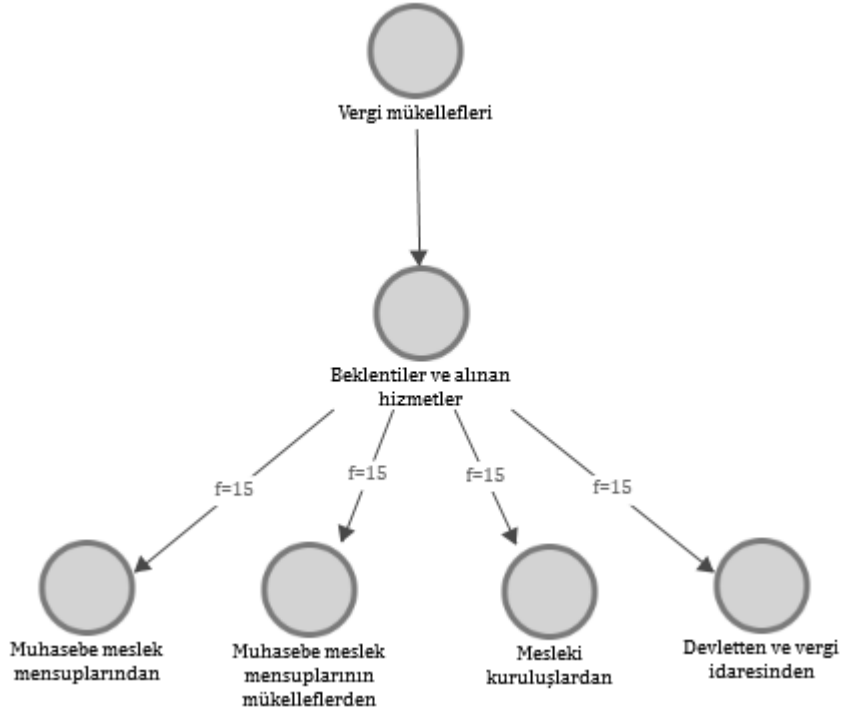 Vergi mükellefleri
Beklentiler ve alınan
hizmetler
f=15
f=15
f=15
f=15
Muhasebe meslek
mensuplarından
Muhasebe meslek
mensuplarının
mükelleflerden
Mesleki
kuruluşlardan
Devletten ve vergi
idaresinden